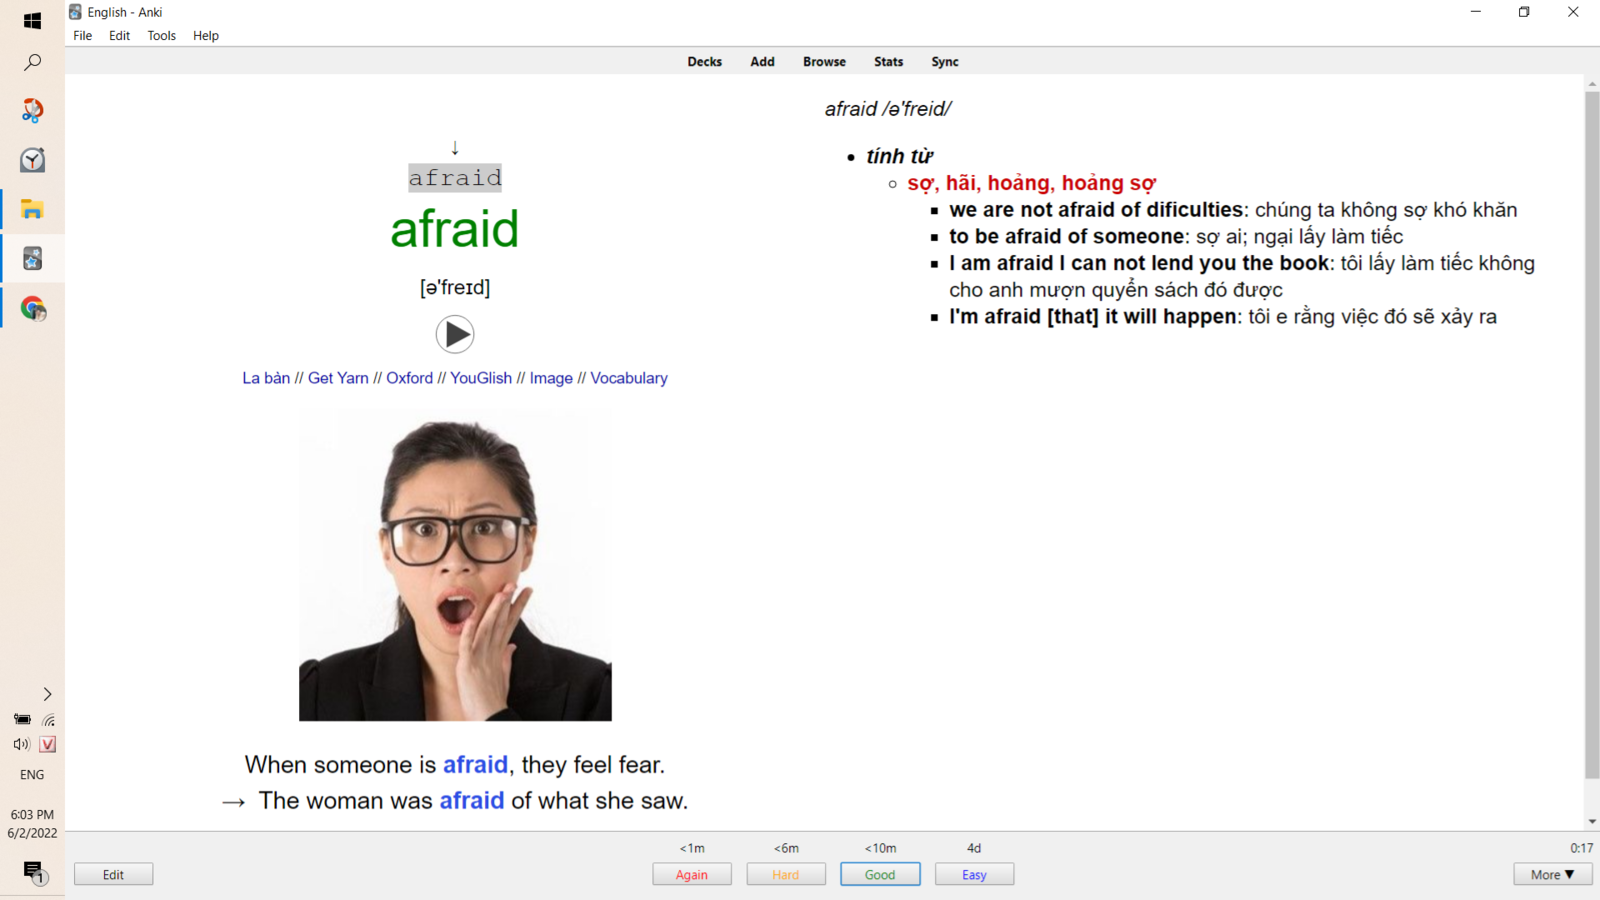 English - Anki
File Edit Tools Help
Decks Add Browse Stats Sync
↓
afraid
afraid
[ə'freɪd]
La bàn // Get Yarn // Oxford // YouGlish // Image // Vocabulary
When someone is afraid, they feel fear.
→ The woman was afraid of what she saw.
afraid /ə'freid/
• tính từ
○ sợ, hãi, hoảng, hoảng sợ
▪ we are not afraid of dificulties: chúng ta không sợ khó khăn
▪ to be afraid of someone: sợ ai; ngại lấy làm tiếc
▪ I am afraid I can not lend you the book: tôi lấy làm tiếc không
cho anh mượn quyển sách đó được
▪ I'm afraid [that] it will happen: tôi e rằng việc đó sẽ xảy ra
<1m <6m <10m 4d 0:17
Edit Again Hard Good Easy More ▼
V
ENG
6:03 PM
6/2/2022
1